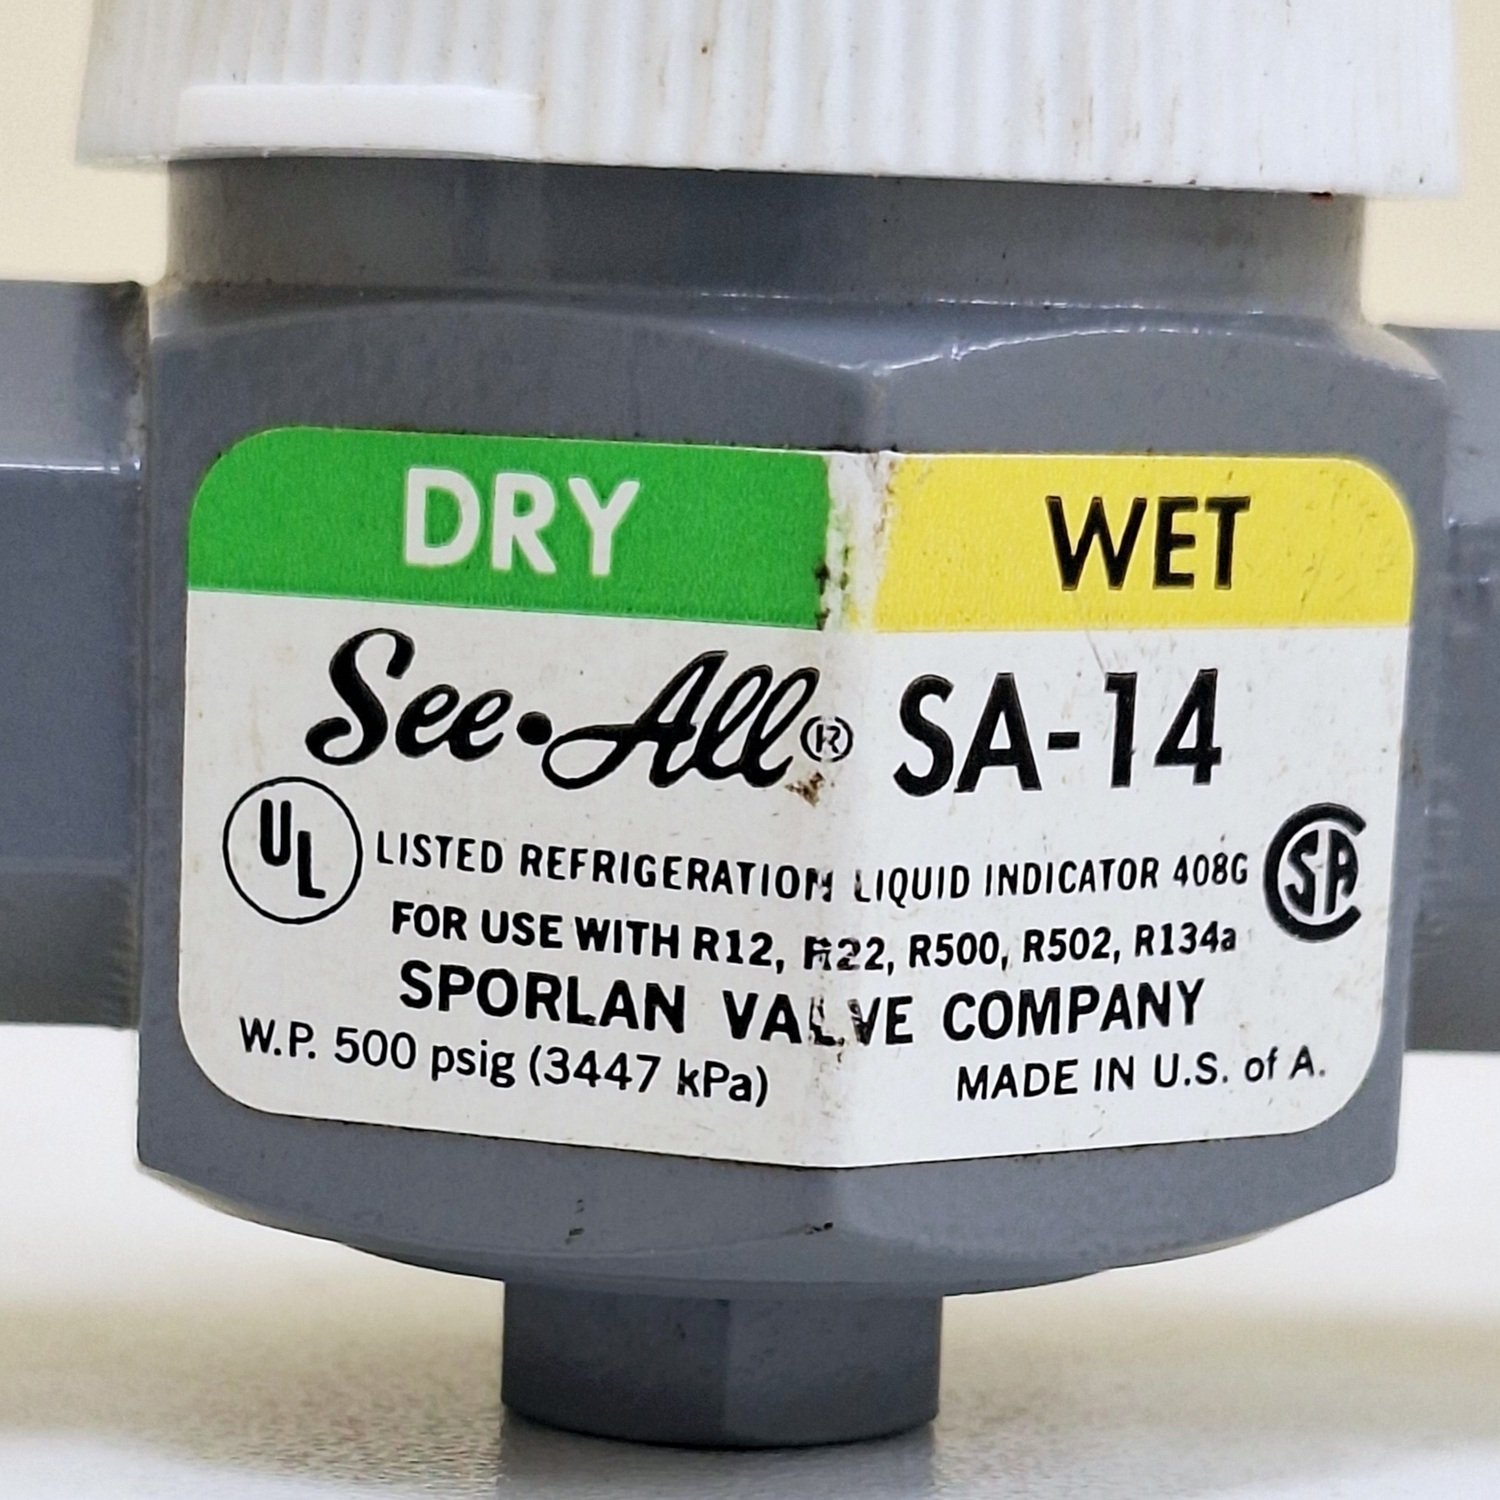 DRY WET
See·All® SA-14
UL LISTED REFRIGERATION LIQUID INDICATOR 408G SA
FOR USE WITH R12, R22, R500, R502, R134a
SPORLAN VALVE COMPANY
W.P. 500 psig (3447 kPa) MADE IN U.S. of A.